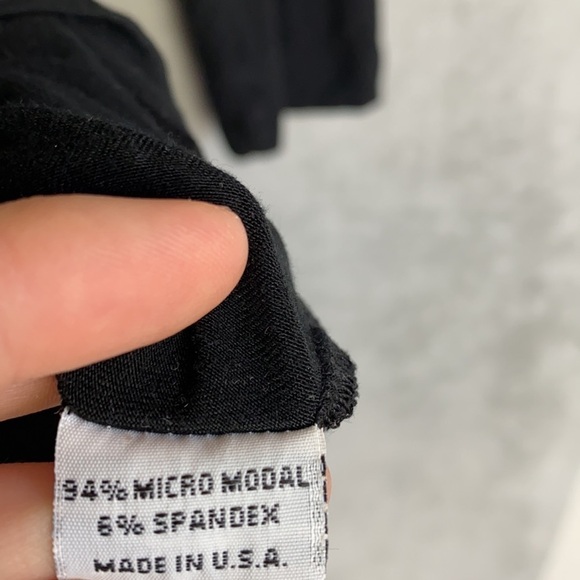 94% MICRO MODAL
6% SPANDEX
MADE IN U.S.A.